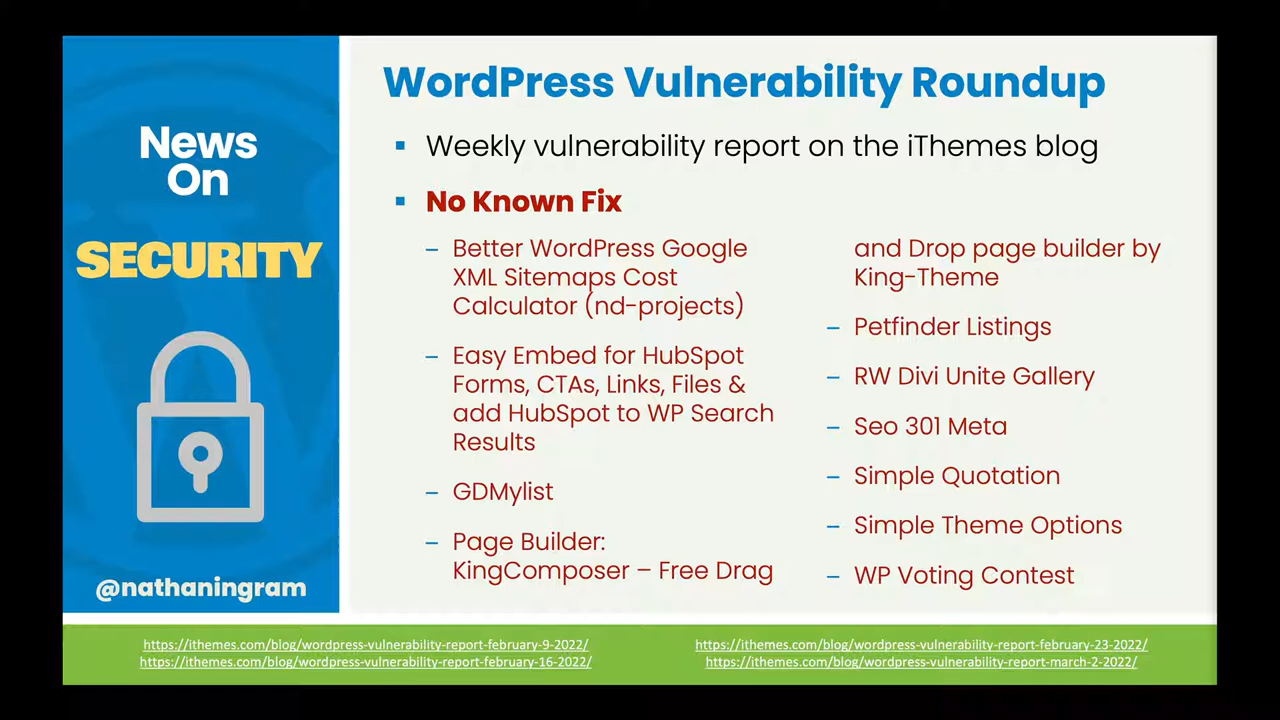 News
On
SECURITY
@nathaningram
WordPress Vulnerability Roundup
▪ Weekly vulnerability report on the iThemes blog
▪ No Known Fix
– Better WordPress Google
XML Sitemaps Cost
Calculator (nd-projects)
– Easy Embed for HubSpot
Forms, CTAs, Links, Files &
add HubSpot to WP Search
Results
– GDMylist
– Page Builder:
KingComposer – Free Drag
and Drop page builder by
King-Theme
– Petfinder Listings
– RW Divi Unite Gallery
– Seo 301 Meta
– Simple Quotation
– Simple Theme Options
– WP Voting Contest
https://ithemes.com/blog/wordpress-vulnerability-report-february-9-2022/
https://ithemes.com/blog/wordpress-vulnerability-report-february-16-2022/
https://ithemes.com/blog/wordpress-vulnerability-report-february-23-2022/
https://ithemes.com/blog/wordpress-vulnerability-report-march-2-2022/